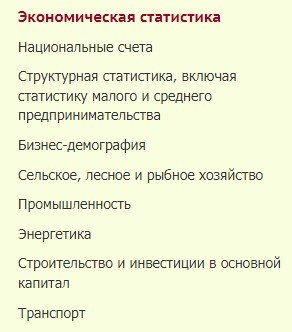 Экономическая статистика
Национальные счета
Структурная статистика, включая
статистику малого и среднего
предпринимательства
Бизнес-демография
Сельское, лесное и рыбное хозяйство
Промышленность
Энергетика
Строительство и инвестиции в основной
капитал
Транспорт